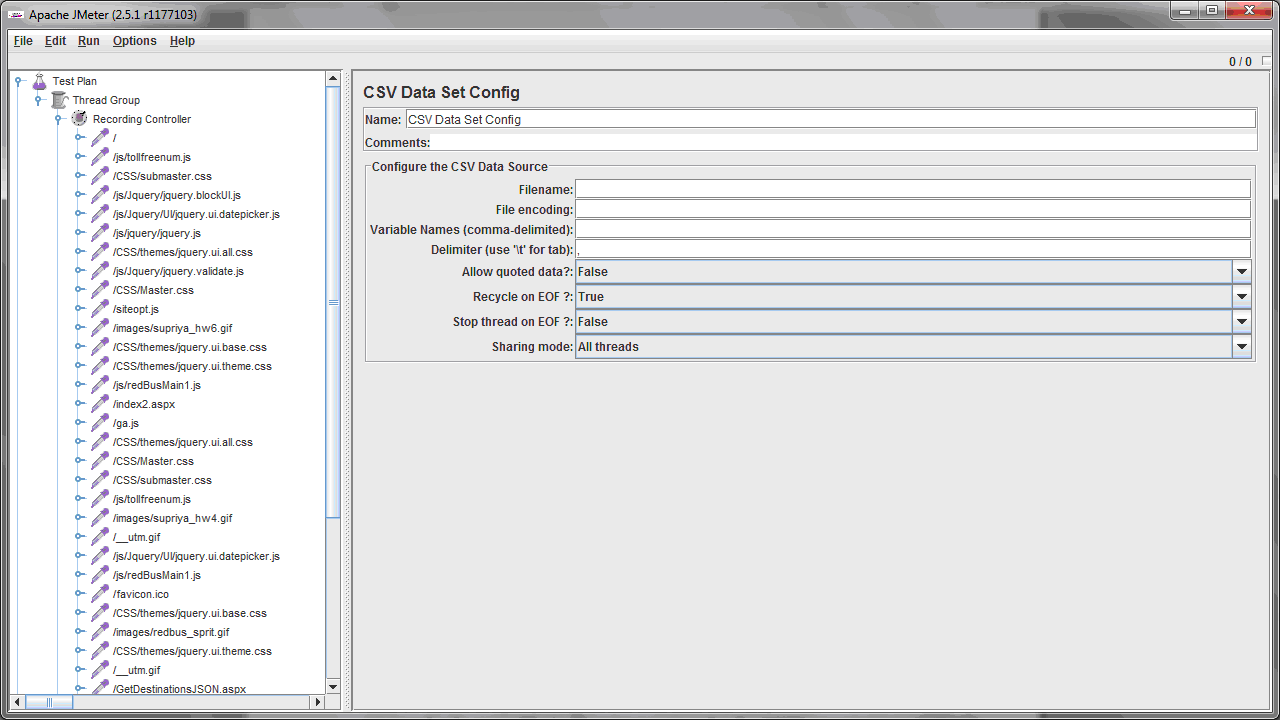 Apache JMeter (2.5.1 r1177103)
File Edit Run Options Help
0 / 0
Test Plan
Thread Group
Recording Controller
/
/js/tollfreenum.js
/CSS/submaster.css
/js/Jquery/jquery.blockUI.js
/js/Jquery/UI/jquery.ui.datepicker.js
/js/jquery/jquery.js
/CSS/themes/jquery.ui.all.css
/js/Jquery/jquery.validate.js
/CSS/Master.css
/siteopt.js
/images/supriya_hw6.gif
/CSS/themes/jquery.ui.base.css
/CSS/themes/jquery.ui.theme.css
/js/redBusMain1.js
/index2.aspx
/ga.js
/CSS/themes/jquery.ui.all.css
/CSS/Master.css
/CSS/submaster.css
/js/tollfreenum.js
/images/supriya_hw4.gif
/__utm.gif
/js/Jquery/UI/jquery.ui.datepicker.js
/js/redBusMain1.js
/favicon.ico
/CSS/themes/jquery.ui.base.css
/images/redbus_sprit.gif
/CSS/themes/jquery.ui.theme.css
/__utm.gif
/GetDestinationsJSON.aspx
CSV Data Set Config
Name: CSV Data Set Config
Comments:
Configure the CSV Data Source
Filename:
File encoding:
Variable Names (comma-delimited):
Delimiter (use '\t' for tab): ,
Allow quoted data?: False
Recycle on EOF ?: True
Stop thread on EOF ?: False
Sharing mode: All threads